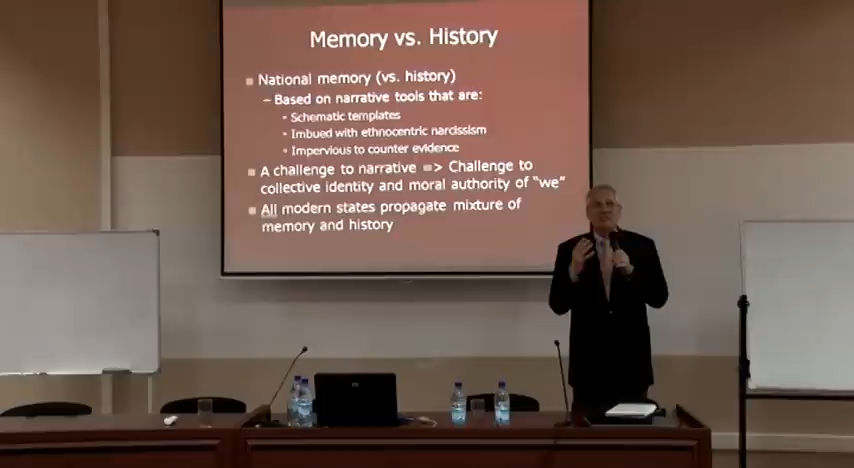 Memory vs. History
National memory (vs. history)
– Based on narrative tools that are:
• Schematic templates
• Imbued with ethnocentric narcissism
• Impervious to counter evidence
A challenge to narrative => Challenge to
collective identity and moral authority of "we"
All modern states propagate mixture of
memory and history